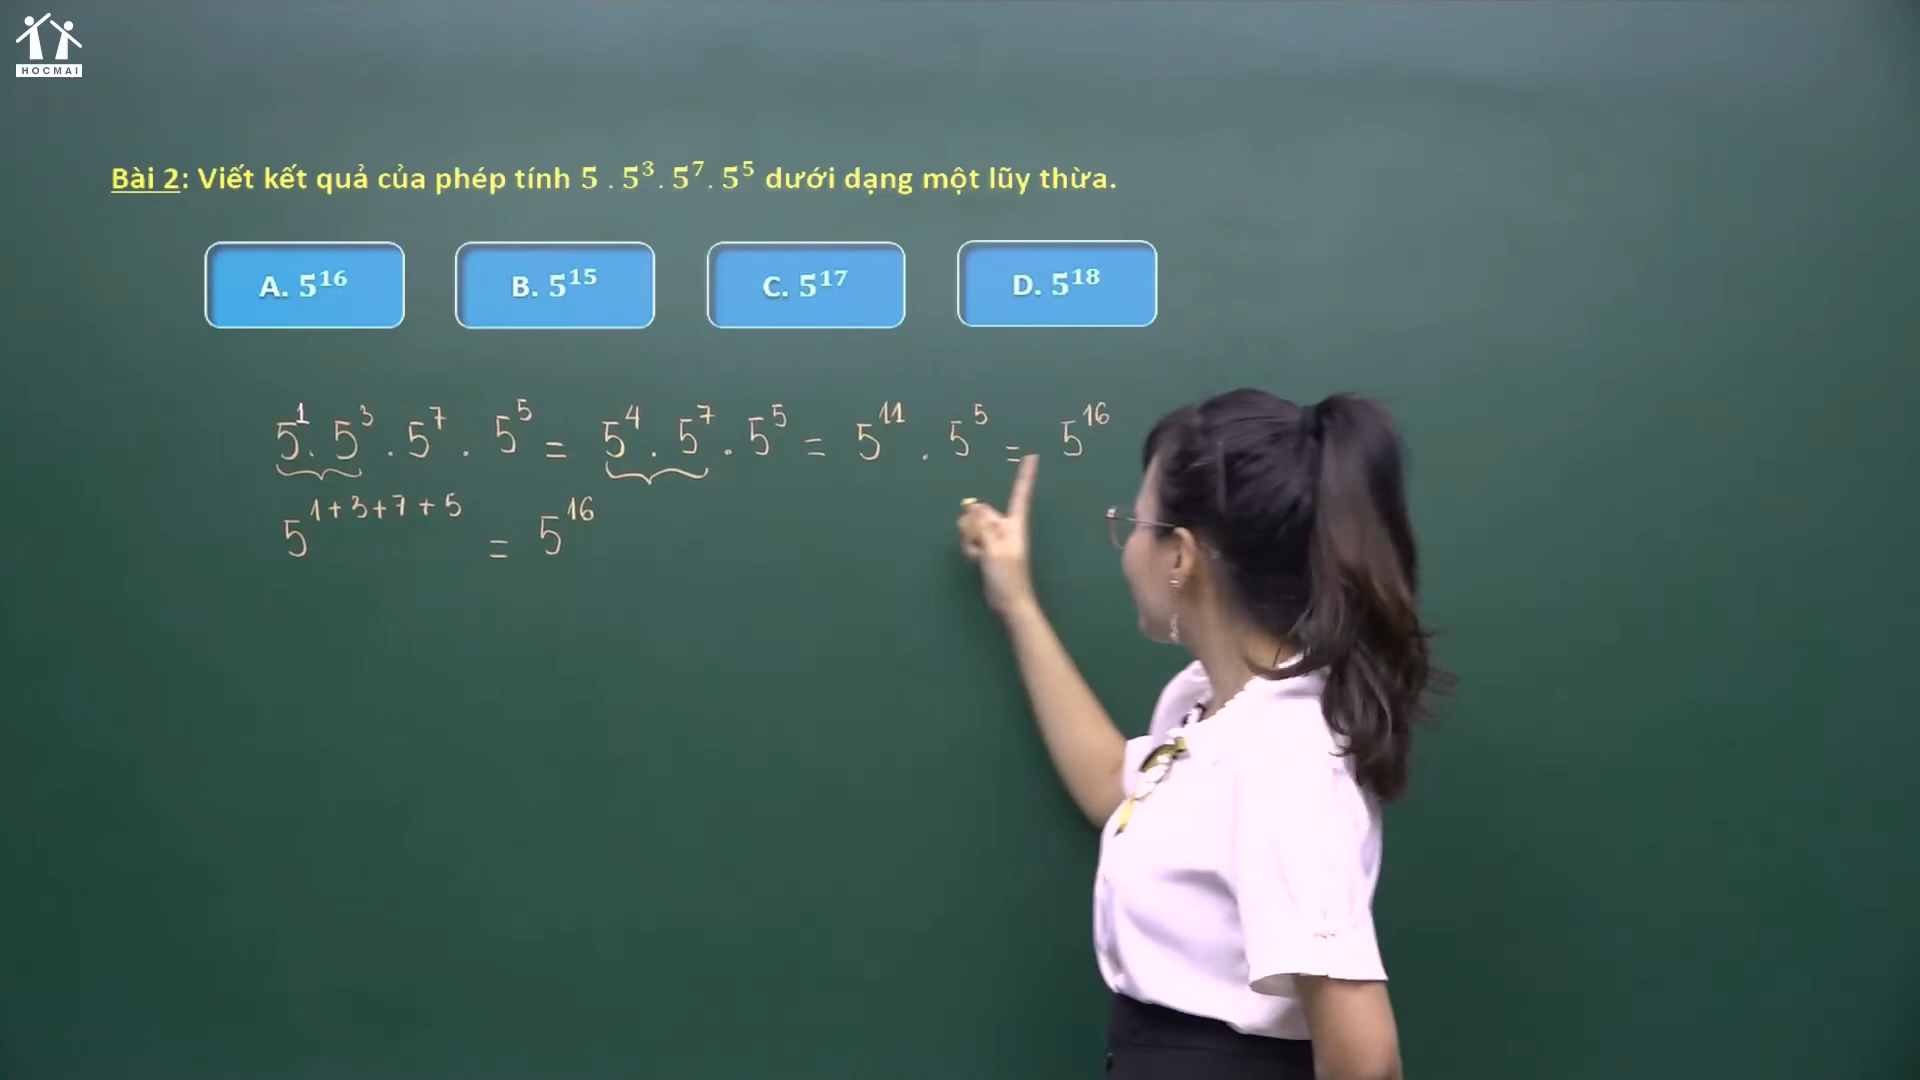 HOCMAI
Bài 2: Viết kết quả của phép tính 5 . 5³. 5⁷. 5⁵ dưới dạng một lũy thừa.
A. 5¹⁶
B. 5¹⁵
C. 5¹⁷
D. 5¹⁸
5¹ . 5³ . 5⁷ . 5⁵ = 5⁴ . 5⁷ . 5⁵ = 5¹¹ . 5⁵ = 5¹⁶
5¹⁺³⁺⁷⁺⁵ = 5¹⁶